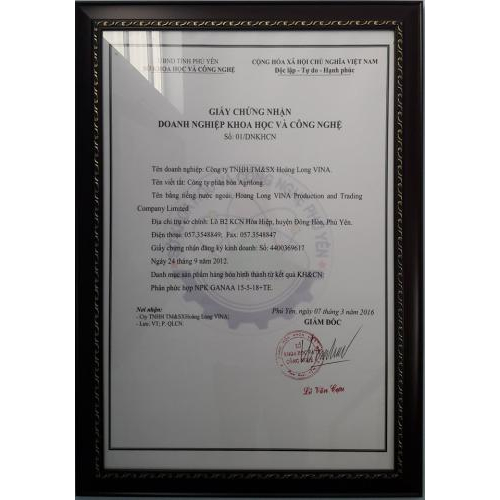 UBND TỈNH PHÚ YÊN
SỞ KHOA HỌC VÀ CÔNG NGHỆ
CỘNG HÒA XÃ HỘI CHỦ NGHĨA VIỆT NAM
Độc lập - Tự do - Hạnh phúc
GIẤY CHỨNG NHẬN
DOANH NGHIỆP KHOA HỌC VÀ CÔNG NGHỆ
Số: 01/DNKHCN
Tên doanh nghiệp: Công ty TNHH TM&SX Hoàng Long VINA.
Tên viết tắt: Công ty phân bón Agrilong.
Tên bằng tiếng nước ngoài: Hoang Long VINA Production and Trading
Company Limited
Địa chỉ trụ sở chính: Lô B2 KCN Hòa Hiệp, huyện Đông Hòa, Phú Yên.
Điện thoại: 057.3548849; Fax: 057.3548847
Giấy chứng nhận đăng ký kinh doanh: Số: 4400369617
Ngày 24 tháng 9 năm 2012.
Danh mục sản phẩm hàng hóa hình thành từ kết quả KH&CN:
Phân phức hợp NPK GANAA 15-5-18+TE.
Nơi nhận:
- Cty TNHH TM&SXHoàng Long VINA;
- Lưu: VT; P. QLCN.
Phú Yên, ngày 07 tháng 3 năm 2016
GIÁM ĐỐC
SỞ
KHOA HỌC VÀ
CÔNG NGHỆ
Lê Văn Cựu